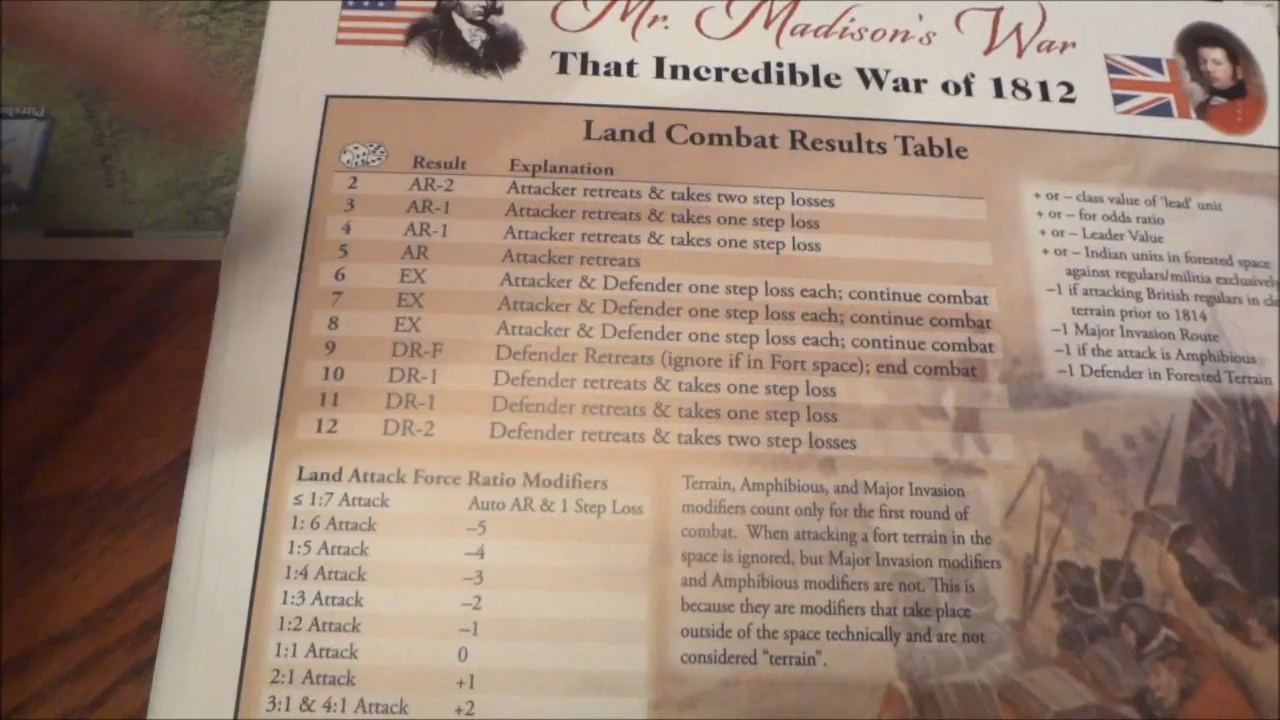 Mr. Madison's War
That Incredible War of 1812
Land Combat Results Table
Result Explanation
2 AR-2 Attacker retreats & takes two step losses
3 AR-1 Attacker retreats & takes one step loss
4 AR-1 Attacker retreats & takes one step loss
5 AR Attacker retreats
6 EX Attacker & Defender one step loss each; continue combat
7 EX Attacker & Defender one step loss each; continue combat
8 EX Attacker & Defender one step loss each; continue combat
9 DR-F Defender Retreats (ignore if in Fort space); end combat
10 DR-1 Defender retreats & takes one step loss
11 DR-1 Defender retreats & takes one step loss
12 DR-2 Defender retreats & takes two step losses
+ or – class value of 'lead' unit
+ or – for odds ratio
+ or – Leader Value
+ or – Indian units in forested space
against regulars/militia
–1 if attacking British regulars in
terrain prior to 1814
–1 Major Invasion Route
–1 if the attack is Amphibious
–1 Defender in Forested Terrain
Land Attack Force Ratio Modifiers
≤ 1:7 Attack Auto AR & 1 Step Loss
1: 6 Attack –5
1:5 Attack –4
1:4 Attack –3
1:3 Attack –2
1:2 Attack –1
1:1 Attack 0
2:1 Attack +1
3:1 & 4:1 Attack +2
Terrain, Amphibious, and Major Invasion
modifiers count only for the first round of
combat. When attacking a fort terrain in the
space is ignored, but Major Invasion modifiers
and Amphibious modifiers are not. This is
because they are modifiers that take place
outside of the space technically and are not
considered "terrain".